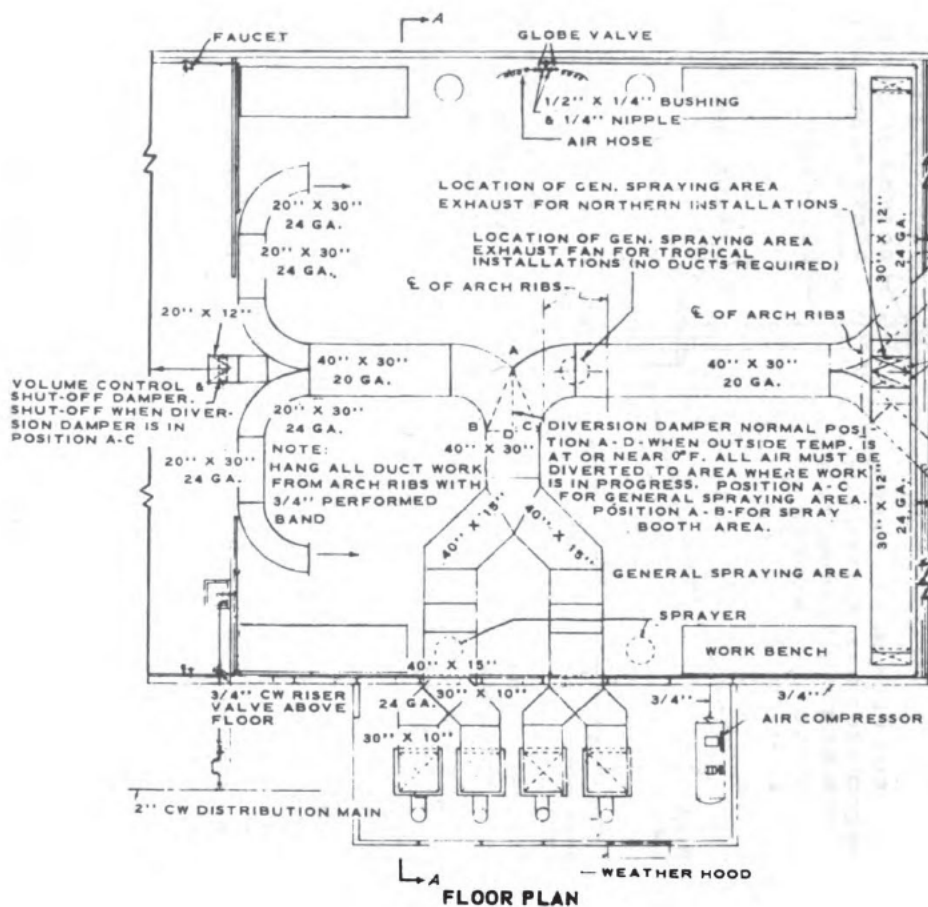 A
FAUCET
GLOBE VALVE
1/2" X 1/4" BUSHING
& 1/4" NIPPLE
AIR HOSE
20" X 30"
24 GA.
20" X 30"
24 GA.
LOCATION OF GEN. SPRAYING AREA
EXHAUST FOR NORTHERN INSTALLATIONS
LOCATION OF GEN. SPRAYING AREA
EXHAUST FAN FOR TROPICAL
INSTALLATIONS (NO DUCTS REQUIRED)
℄ OF ARCH RIBS
30" X 12"
24 GA.
20" X 12"
℄ OF ARCH RIBS
A
40" X 30"
20 GA.
40" X 30"
20 GA.
VOLUME CONTROL &
SHUT-OFF DAMPER.
SHUT-OFF WHEN DIVER-
SION DAMPER IS IN
POSITION A-C
20" X 30"
24 GA.
20" X 30"
24 GA.
B
D
C
40" X 30"
NOTE:
HANG ALL DUCT WORK
FROM ARCH RIBS WITH
3/4" PERFORMED
BAND
DIVERSION DAMPER NORMAL POSI-
TION A-D-WHEN OUTSIDE TEMP. IS
AT OR NEAR 0°F. ALL AIR MUST BE
DIVERTED TO AREA WHERE WORK
IS IN PROGRESS. POSITION A-C
FOR GENERAL SPRAYING AREA.
POSITION A-B-FOR SPRAY
BOOTH AREA.
30" X 12"
24 GA.
40" X 15"
40" X 15"
GENERAL SPRAYING AREA
SPRAYER
WORK BENCH
40" X 15"
3/4" CW RISER
VALVE ABOVE
FLOOR
24 GA.
30" X 10"
30" X 10"
3/4"
3/4"
AIR COMPRESSOR
2" CW DISTRIBUTION MAIN
WEATHER HOOD
A
FLOOR PLAN